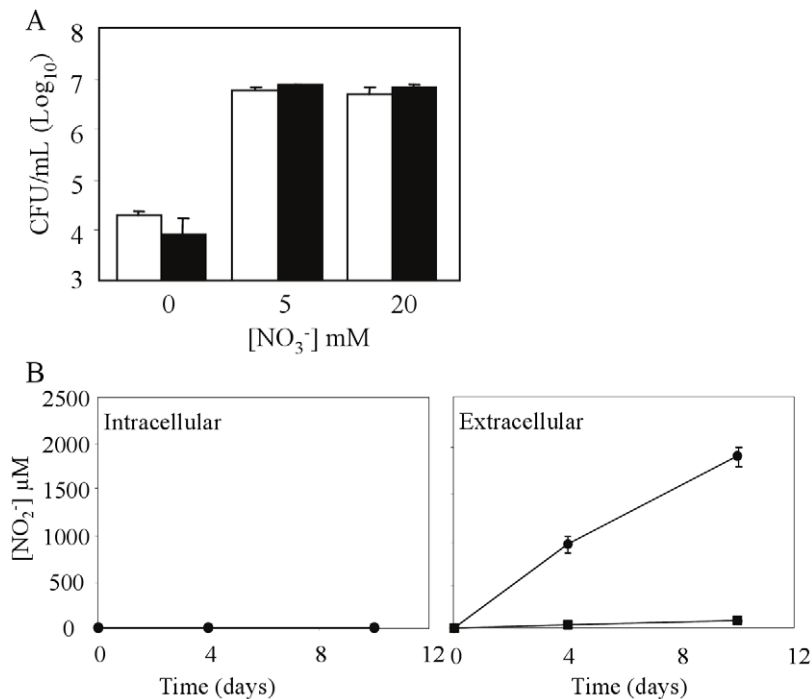 A
8
7
6
5
4
3
CFU/mL (Log₁₀)
0 5 20
[NO₃⁻] mM
B
2500
2000
1500
1000
500
0
[NO₂⁻] µM
Intracellular
0 4 8 12
Time (days)
Extracellular
0 4 8 12
Time (days)